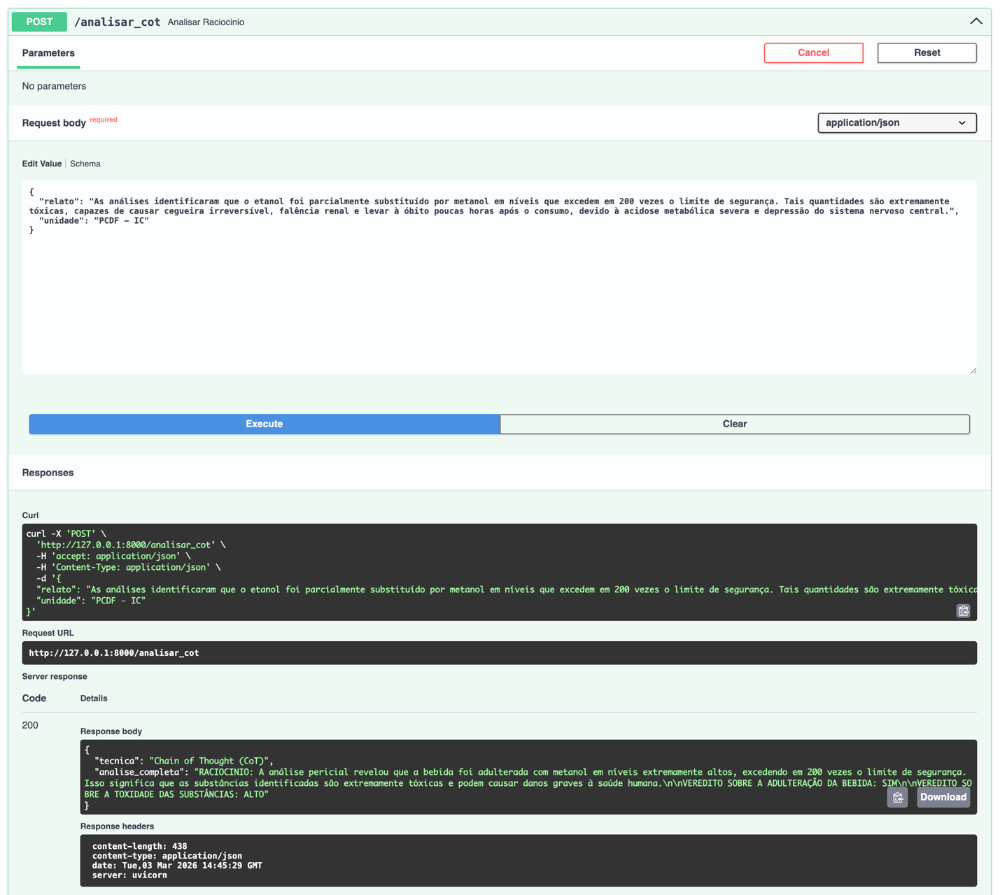 POST /analisar_cot Analisar Raciocinio
Parameters
Cancel
Reset
No parameters
Request body required
application/json
Edit Value | Schema
{
"relato": "As análises identificaram que o etanol foi parcialmente substituído por metanol em níveis que excedem em 200 vezes o limite de segurança. Tais quantidades são extremamente
tóxicas, capazes de causar cegueira irreversível, falência renal e levar à óbito poucas horas após o consumo, devido à acidose metabólica severa e depressão do sistema nervoso central.",
"unidade": "PCDF – IC"
}
Execute
Clear
Responses
Curl
curl -X 'POST' \
'http://127.0.0.1:8000/analisar_cot' \
-H 'accept: application/json' \
-H 'Content-Type: application/json' \
-d '{
"relato": "As análises identificaram que o etanol foi parcialmente substituído por metanol em níveis que excedem em 200 vezes o limite de segurança. Tais quantidades são extremamente tóxica
"unidade": "PCDF - IC"
}'
Request URL
http://127.0.0.1:8000/analisar_cot
Server response
Code
Details
200
Response body
{
"tecnica": "Chain of Thought (CoT)",
"analise_completa": "RACIOCINIO: A análise pericial revelou que a bebida foi adulterada com metanol em níveis extremamente altos, excedendo em 200 vezes o limite de segurança.
Isso significa que as substâncias identificadas são extremamente tóxicas e podem causar danos graves à saúde humana.\n\nVEREDITO SOBRE A ADULTERAÇÃO DA BEBIDA: SIM\n\nVEREDITO SO
BRE A TOXIDADE DAS SUBSTÂNCIAS: ALTO"
}
Download
Response headers
content-length: 438
content-type: application/json
date: Tue,03 Mar 2026 14:45:29 GMT
server: uvicorn